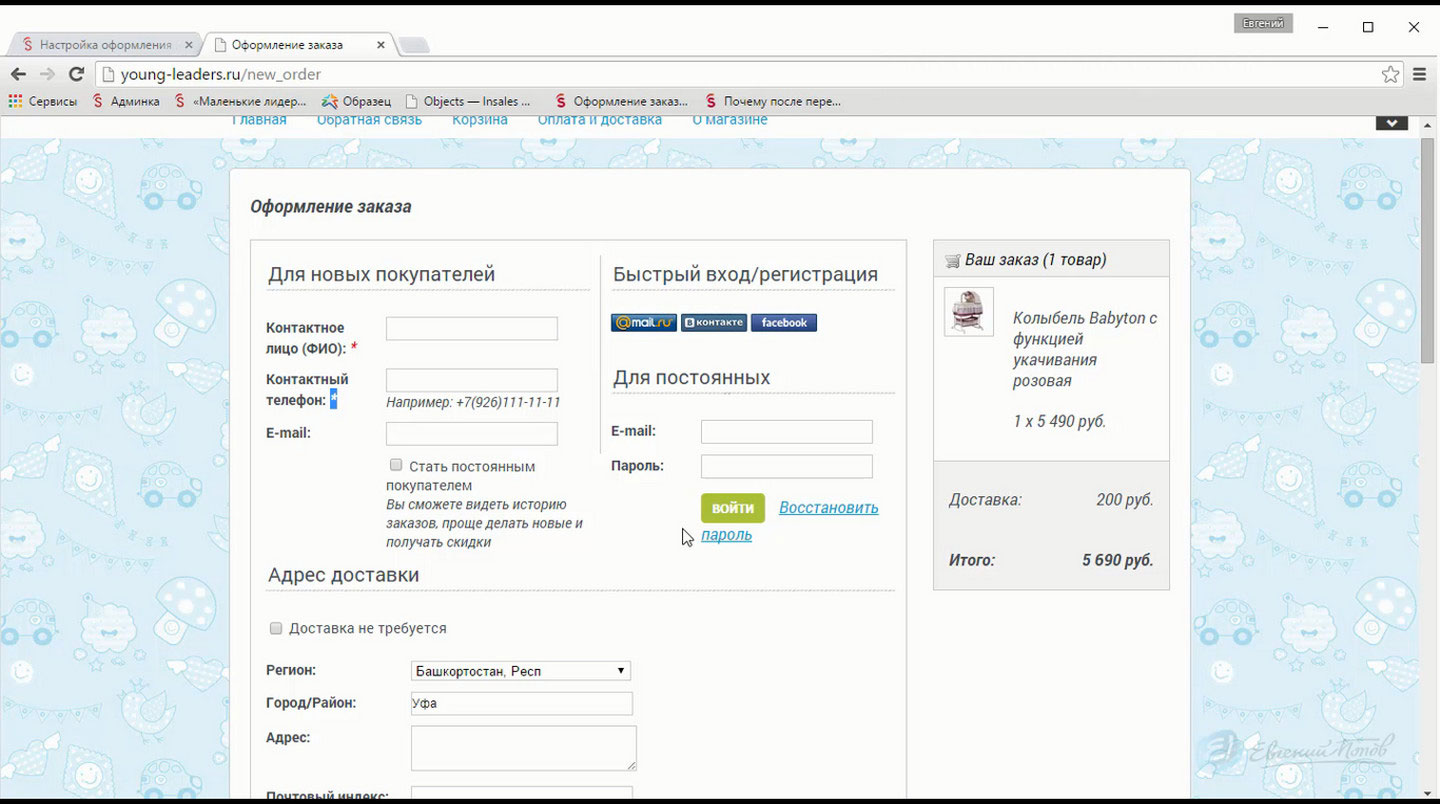 Евгений
Настройка оформления
Оформление заказа
young-leaders.ru/new_order
Сервисы
Админка
«Маленькие лидер...
Образец
Objects — Insales ...
Оформление заказ...
Почему после пере...
Главная
Обратная связь
Корзина
Оплата и доставка
О магазине
Оформление заказа
Для новых покупателей
Контактное
лицо (ФИО): *
Контактный
телефон: *
Например: +7(926)111-11-11
E-mail:
Стать постоянным
покупателем
Вы сможете видеть историю
заказов, проще делать новые и
получать скидки
Быстрый вход/регистрация
@mail.ru
В контакте
facebook
Для постоянных
E-mail:
Пароль:
ВОЙТИ
Восстановить
пароль
Адрес доставки
Доставка не требуется
Регион:
Башкортостан, Респ
Город/Район:
Уфа
Адрес:
Почтовый индекс:
Ваш заказ (1 товар)
Колыбель Babyton с
функцией
укачивания
розовая
1 x 5 490 руб.
Доставка:
200 руб.
Итого:
5 690 руб.
Евгений Попов